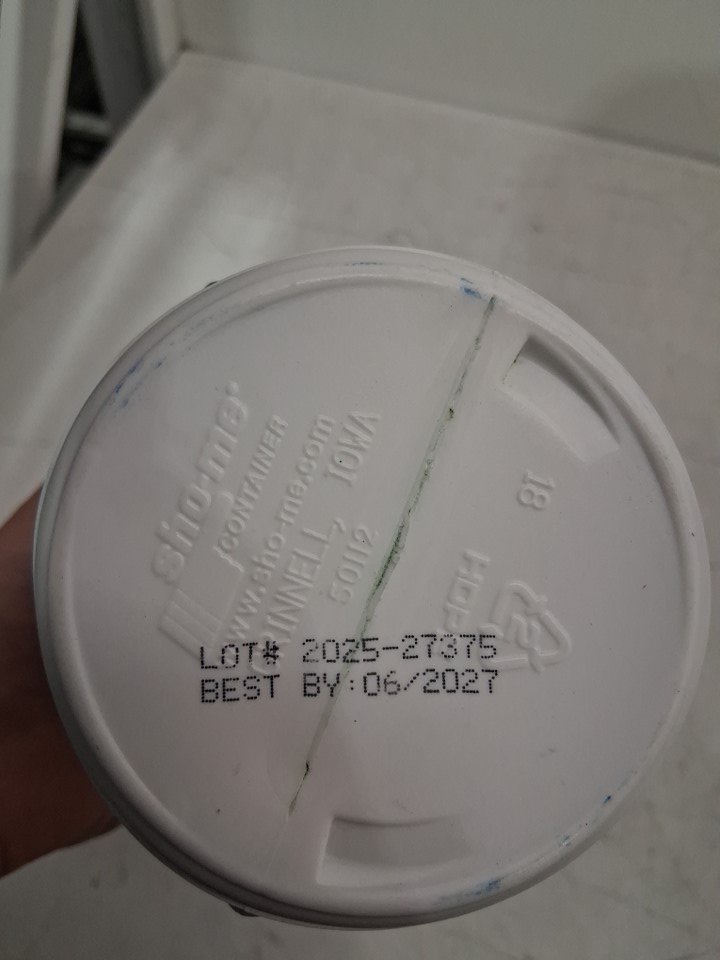 sho-me
CONTAINER
www.sho-me.com
GRINNELL, IOWA
50112
18
HDPE
2
LOT# 2025-27375
BEST BY:06/2027